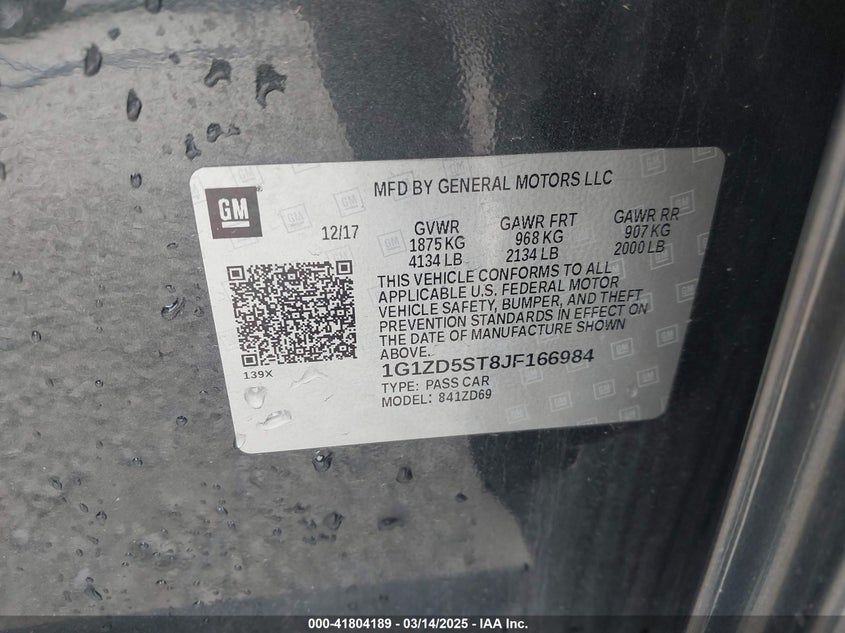 MFD BY GENERAL MOTORS LLC
GM
12/17
GVWR
1875 KG
4134 LB
GAWR FRT
968 KG
2134 LB
GAWR RR
907 KG
2000 LB
THIS VEHICLE CONFORMS TO ALL
APPLICABLE U.S. FEDERAL MOTOR
VEHICLE SAFETY, BUMPER, AND THEFT
PREVENTION STANDARDS IN EFFECT ON
THE DATE OF MANUFACTURE SHOWN
ABOVE.
139X
1G1ZD5ST8JF166984
TYPE: PASS CAR
MODEL: 841ZD69
000-41804189 - 03/14/2025 - IAA Inc.